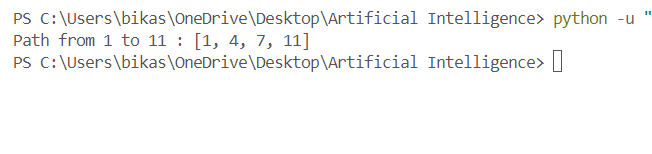 PS C:\Users\bikas\OneDrive\Desktop\Artificial Intelligence> python -u "
Path from 1 to 11 : [1, 4, 7, 11]
PS C:\Users\bikas\OneDrive\Desktop\Artificial Intelligence>